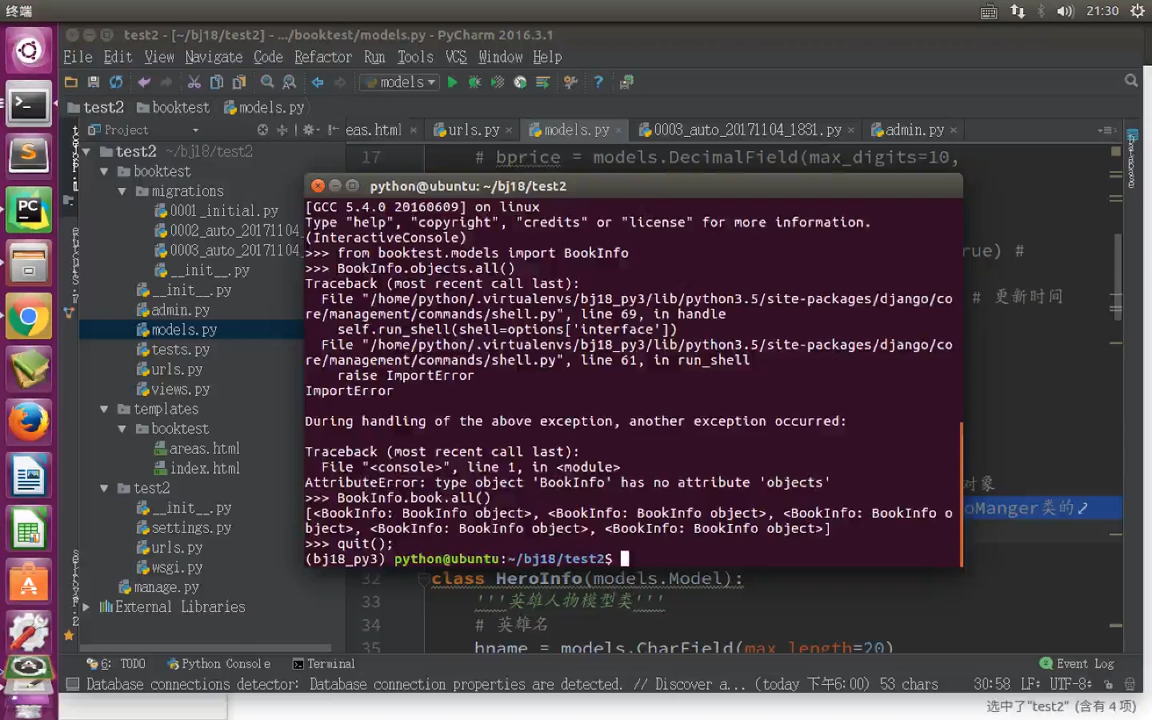 终端
21:30
test2 - [~/bj18/test2] - .../booktest/models.py - PyCharm 2016.3.1
File Edit View Navigate Code Refactor Run Tools VCS Window Help
models
test2 booktest models.py
Project
eas.html urls.py models.py 0003_auto_20171104_1831.py admin.py
test2 ~/bj18/test2
booktest
migrations
0001_initial.py
0002_auto_20171104_
0003_auto_20171104_
__init__.py
__init__.py
admin.py
models.py
tests.py
urls.py
views.py
templates
booktest
areas.html
index.html
test2
__init__.py
settings.py
urls.py
wsgi.py
manage.py
External Libraries
17 # bprice = models.DecimalField(max_digits=10,
rue) #
# 更新时间
对象
oManger类的
python@ubuntu: ~/bj18/test2
[GCC 5.4.0 20160609] on linux
Type "help", "copyright", "credits" or "license" for more information.
(InteractiveConsole)
>>> from booktest.models import BookInfo
>>> BookInfo.objects.all()
Traceback (most recent call last):
File "/home/python/.virtualenvs/bj18_py3/lib/python3.5/site-packages/django/co
re/management/commands/shell.py", line 69, in handle
self.run_shell(shell=options['interface'])
File "/home/python/.virtualenvs/bj18_py3/lib/python3.5/site-packages/django/co
re/management/commands/shell.py", line 61, in run_shell
raise ImportError
ImportError
During handling of the above exception, another exception occurred:
Traceback (most recent call last):
File "<console>", line 1, in <module>
AttributeError: type object 'BookInfo' has no attribute 'objects'
>>> BookInfo.book.all()
[<BookInfo: BookInfo object>, <BookInfo: BookInfo object>, <BookInfo: BookInfo o
bject>, <BookInfo: BookInfo object>, <BookInfo: BookInfo object>]
>>> quit();
(bj18_py3) python@ubuntu:~/bj18/test2$
32 class HeroInfo(models.Model):
33 '''英雄人物模型类'''
34 # 英雄名
35 hname = models.CharField(max_length=20)
6: TODO Python Console Terminal Event Log
Database connections detector: Database connection properties are detected. // Discover a... (today 下午6:00) 53 chars 30:58 LF UTF-8
选中了"test2" (含有 4 项)